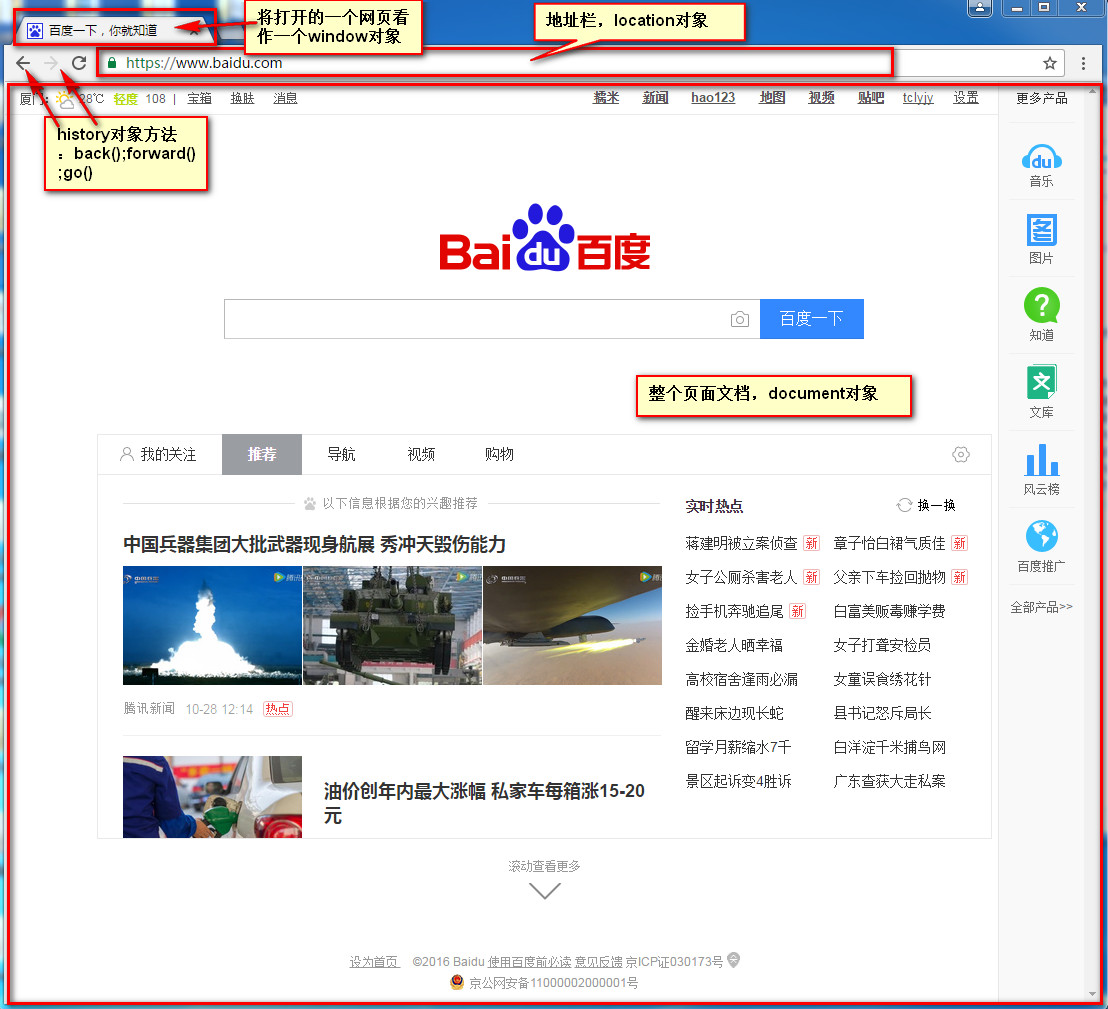 百度一下，你就知道
将打开的一个网页看
作一个window对象
地址栏，location对象
https://www.baidu.com
28℃ 轻度 108 | 宝箱 换肤 消息
糯米 新闻 hao123 地图 视频 贴吧 tclyjy 设置 更多产品
history对象方法
：back();forward()
;go()
音乐
图片
知道
文库
风云榜
百度推广
全部产品>>
Bai du 百度
百度一下
整个页面文档，document对象
我的关注 推荐 导航 视频 购物
以下信息根据您的兴趣推荐
中国兵器集团大批武器现身航展 秀冲天毁伤能力
腾讯新闻 10-28 12:14 热点
油价创年内最大涨幅 私家车每箱涨15-20
元
实时热点 换一换
蒋建明被立案侦查 新 章子怡白裙气质佳 新
女子公厕杀害老人 新 父亲下车捡回抛物 新
捡手机奔驰追尾 新 白富美贩毒赚学费
金婚老人晒幸福 女子打聋安检员
高校宿舍逢雨必漏 女童误食绣花针
醒来床边现长蛇 县书记怒斥局长
留学月薪缩水7千 白洋淀千米捕鸟网
景区起诉变4胜诉 广东查获大走私案
滚动查看更多
设为首页 ©2016 Baidu 使用百度前必读 意见反馈 京ICP证030173号
京公网安备11000002000001号